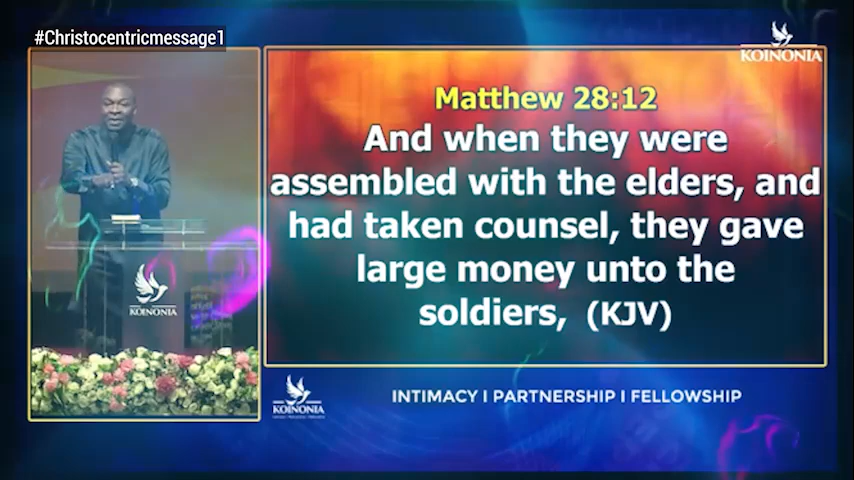 #Christocentricmessage1
KOINONIA
Matthew 28:12
And when they were
assembled with the elders, and
had taken counsel, they gave
large money unto the
soldiers, (KJV)
KOINONIA
KOINONIA
INTIMACY I PARTNERSHIP I FELLOWSHIP